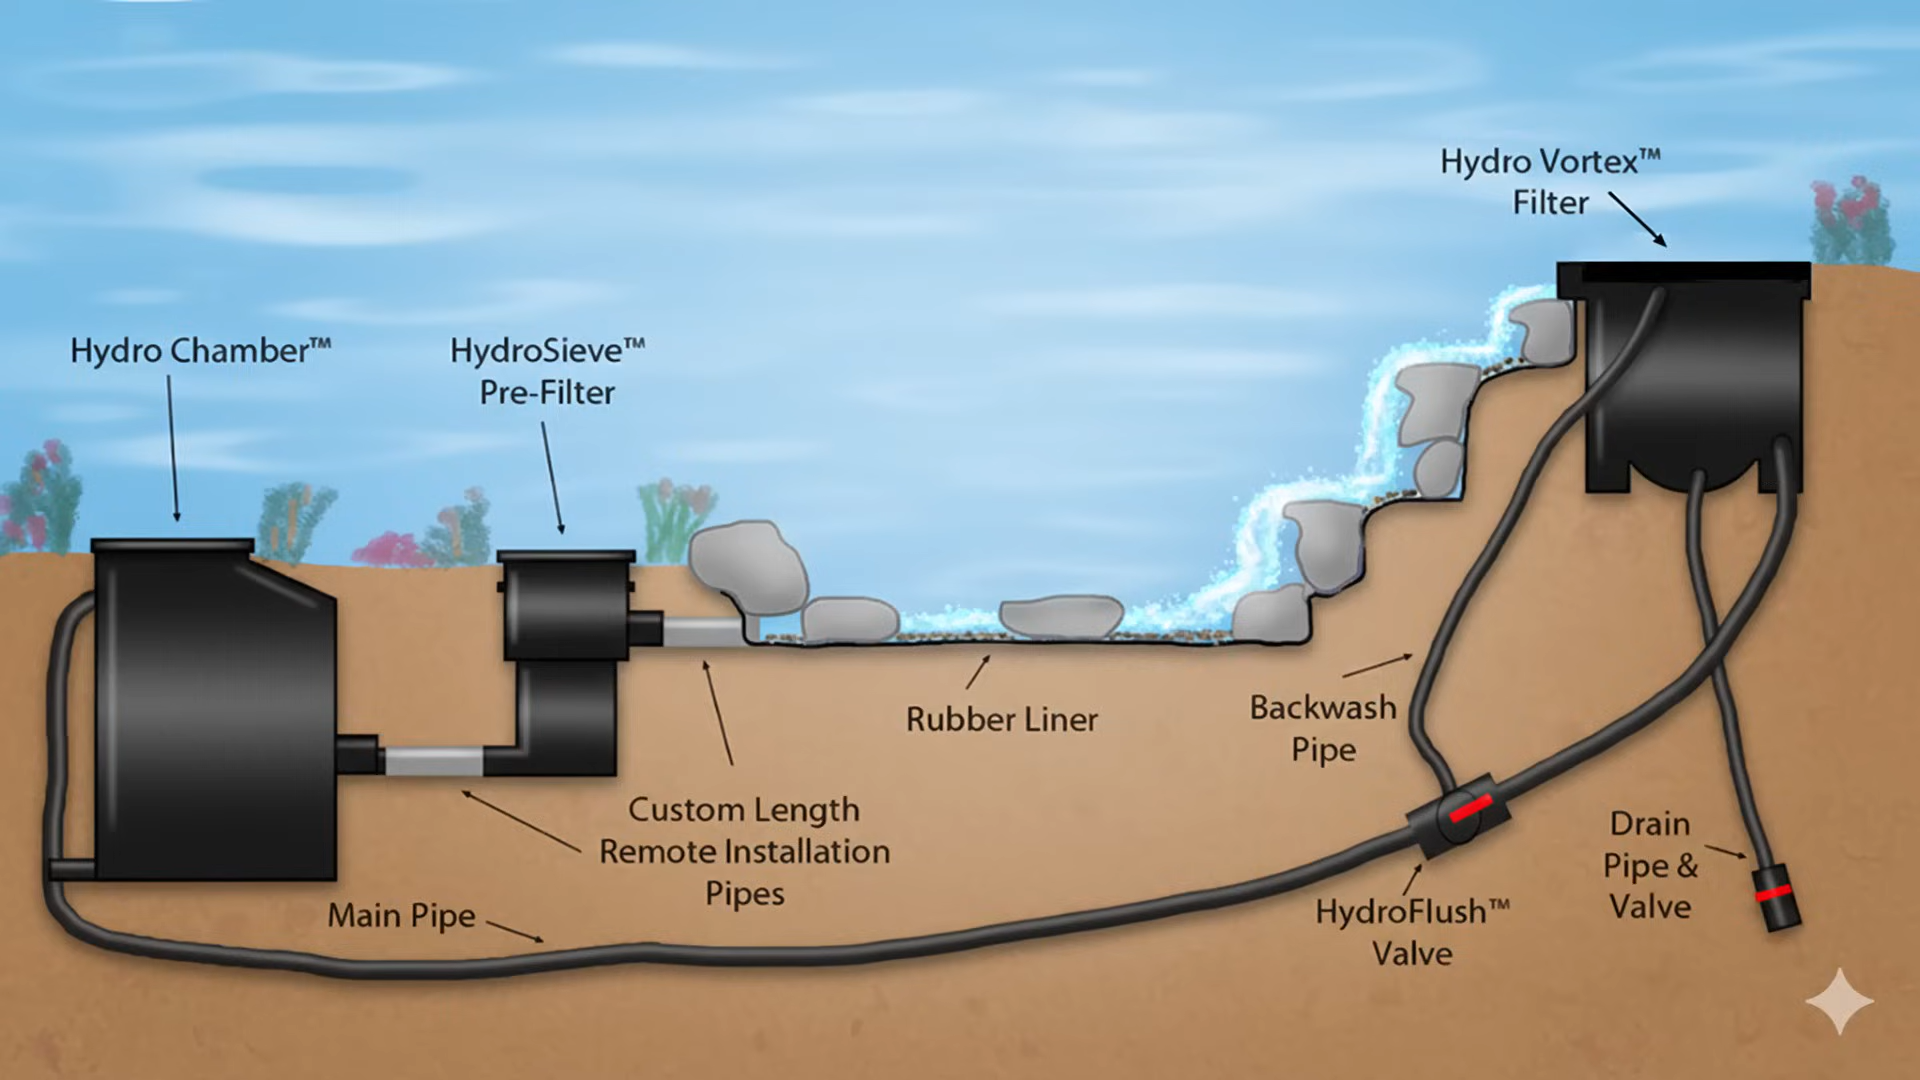 Hydro Vortex™
Filter
Hydro Chamber™
HydroSieve™
Pre-Filter
Rubber Liner
Backwash
Pipe
Custom Length
Remote Installation
Pipes
Main Pipe
HydroFlush™
Valve
Drain
Pipe &
Valve